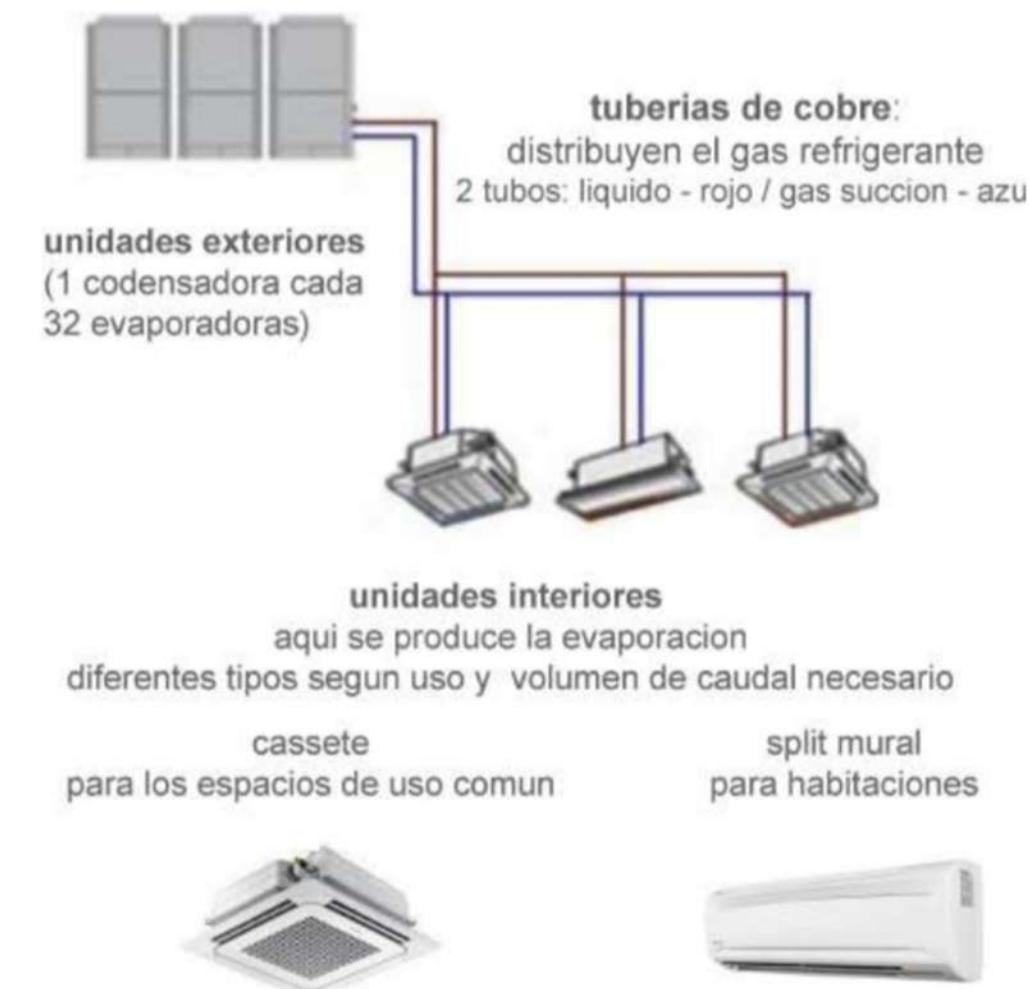 tuberias de cobre:
distribuyen el gas refrigerante
2 tubos: liquido - rojo / gas succion - azu
unidades exteriores
(1 codensadora cada
32 evaporadoras)
unidades interiores
aqui se produce la evaporacion
diferentes tipos segun uso y volumen de caudal necesario
cassete
para los espacios de uso comun
split mural
para habitaciones